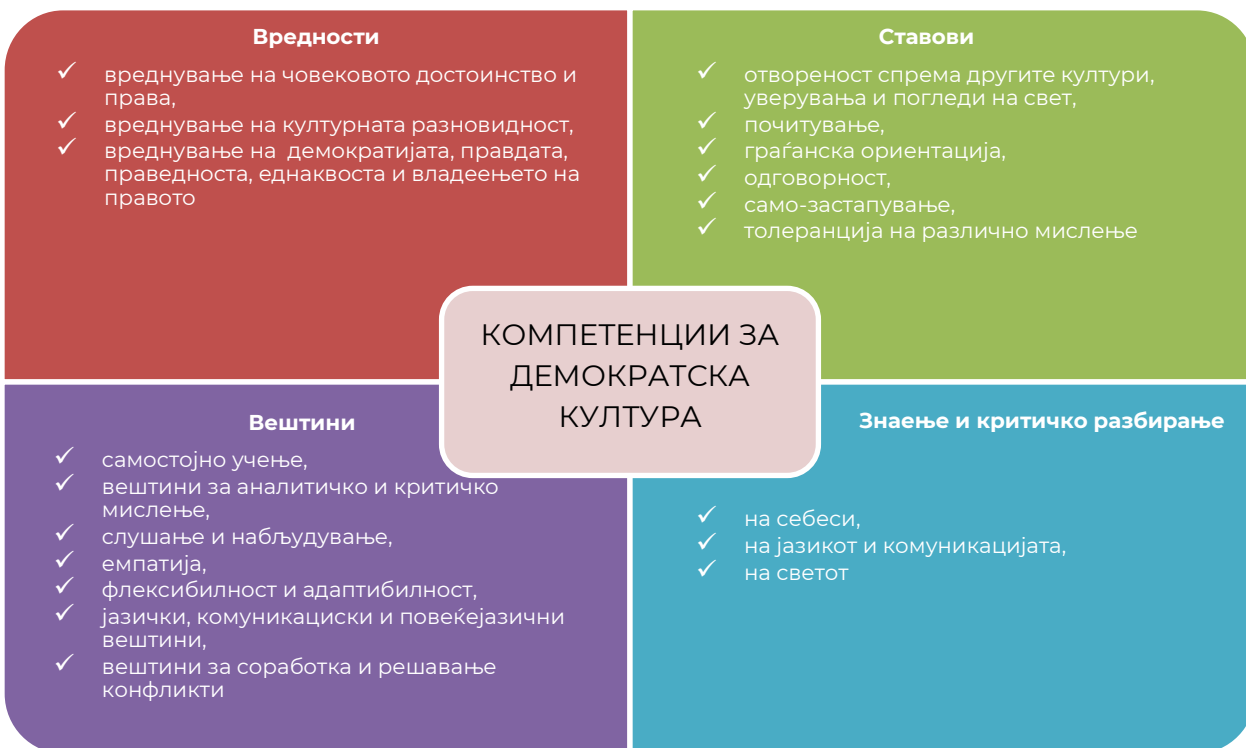 Вредности
✓ вреднување на човековото достоинство и
права,
✓ вреднување на културната разновидност,
✓ вреднување на  демократијата, правдата,
праведноста, еднаквоста и владеењето на
правото
Ставови
✓ отвореност спрема другите култури,
уверувања и погледи на свет,
✓ почитување,
✓ граѓанска ориентација,
✓ одговорност,
✓ само-застапување,
✓ толеранција на различно мислење
КОМПЕТЕНЦИИ ЗА
ДЕМОКРАТСКА
КУЛТУРА
Вештини
✓ самостојно учење,
✓ вештини за аналитичко и критичко
мислење,
✓ слушање и набљудување,
✓ емпатија,
✓ флексибилност и адаптибилност,
✓ јазички, комуникациски и повеќејазични
вештини,
✓ вештини за соработка и решавање
конфликти
Знаење и критичко разбирање
✓ на себеси,
✓ на јазикот и комуникацијата,
✓ на светот